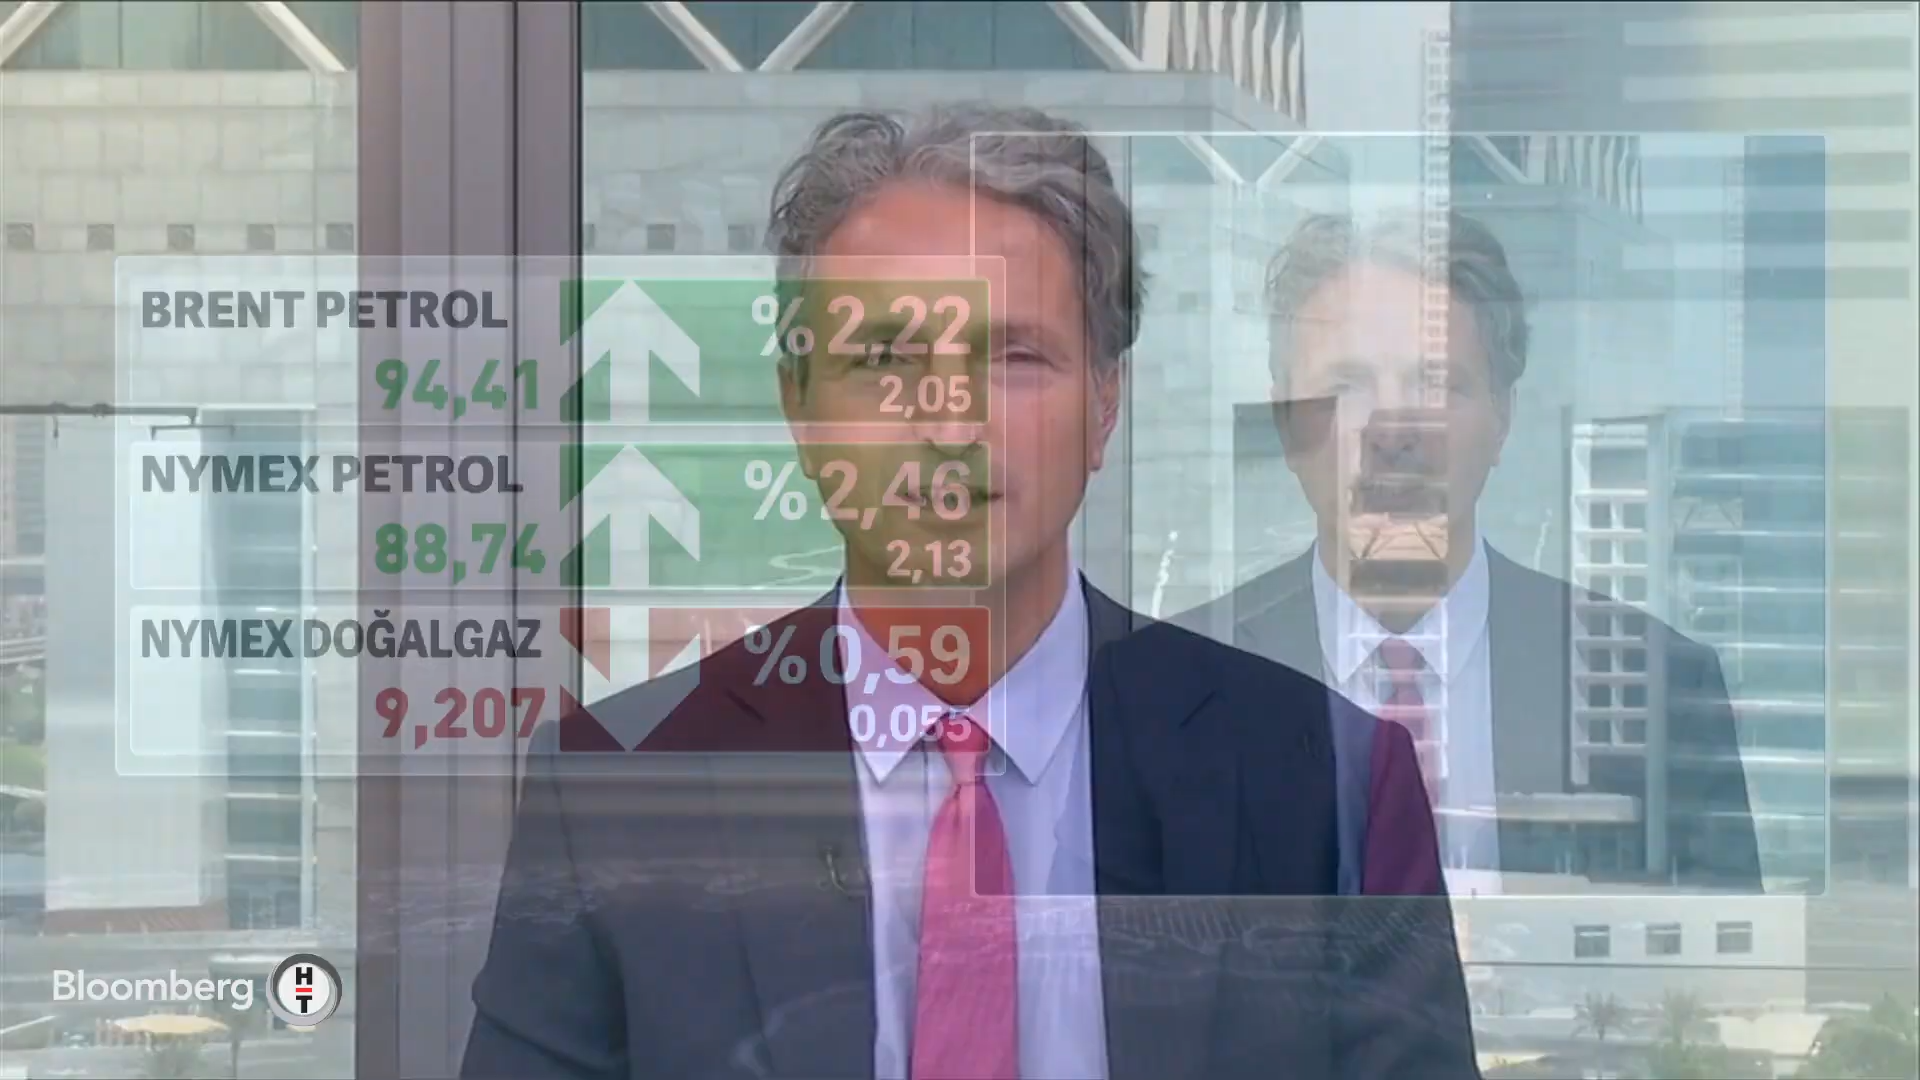 BRENT PETROL
%2,22
94,41
2,05
NYMEX PETROL
%2,46
88,74
2,13
NYMEX DOĞALGAZ
%0,59
9,207
0,055
Bloomberg HT